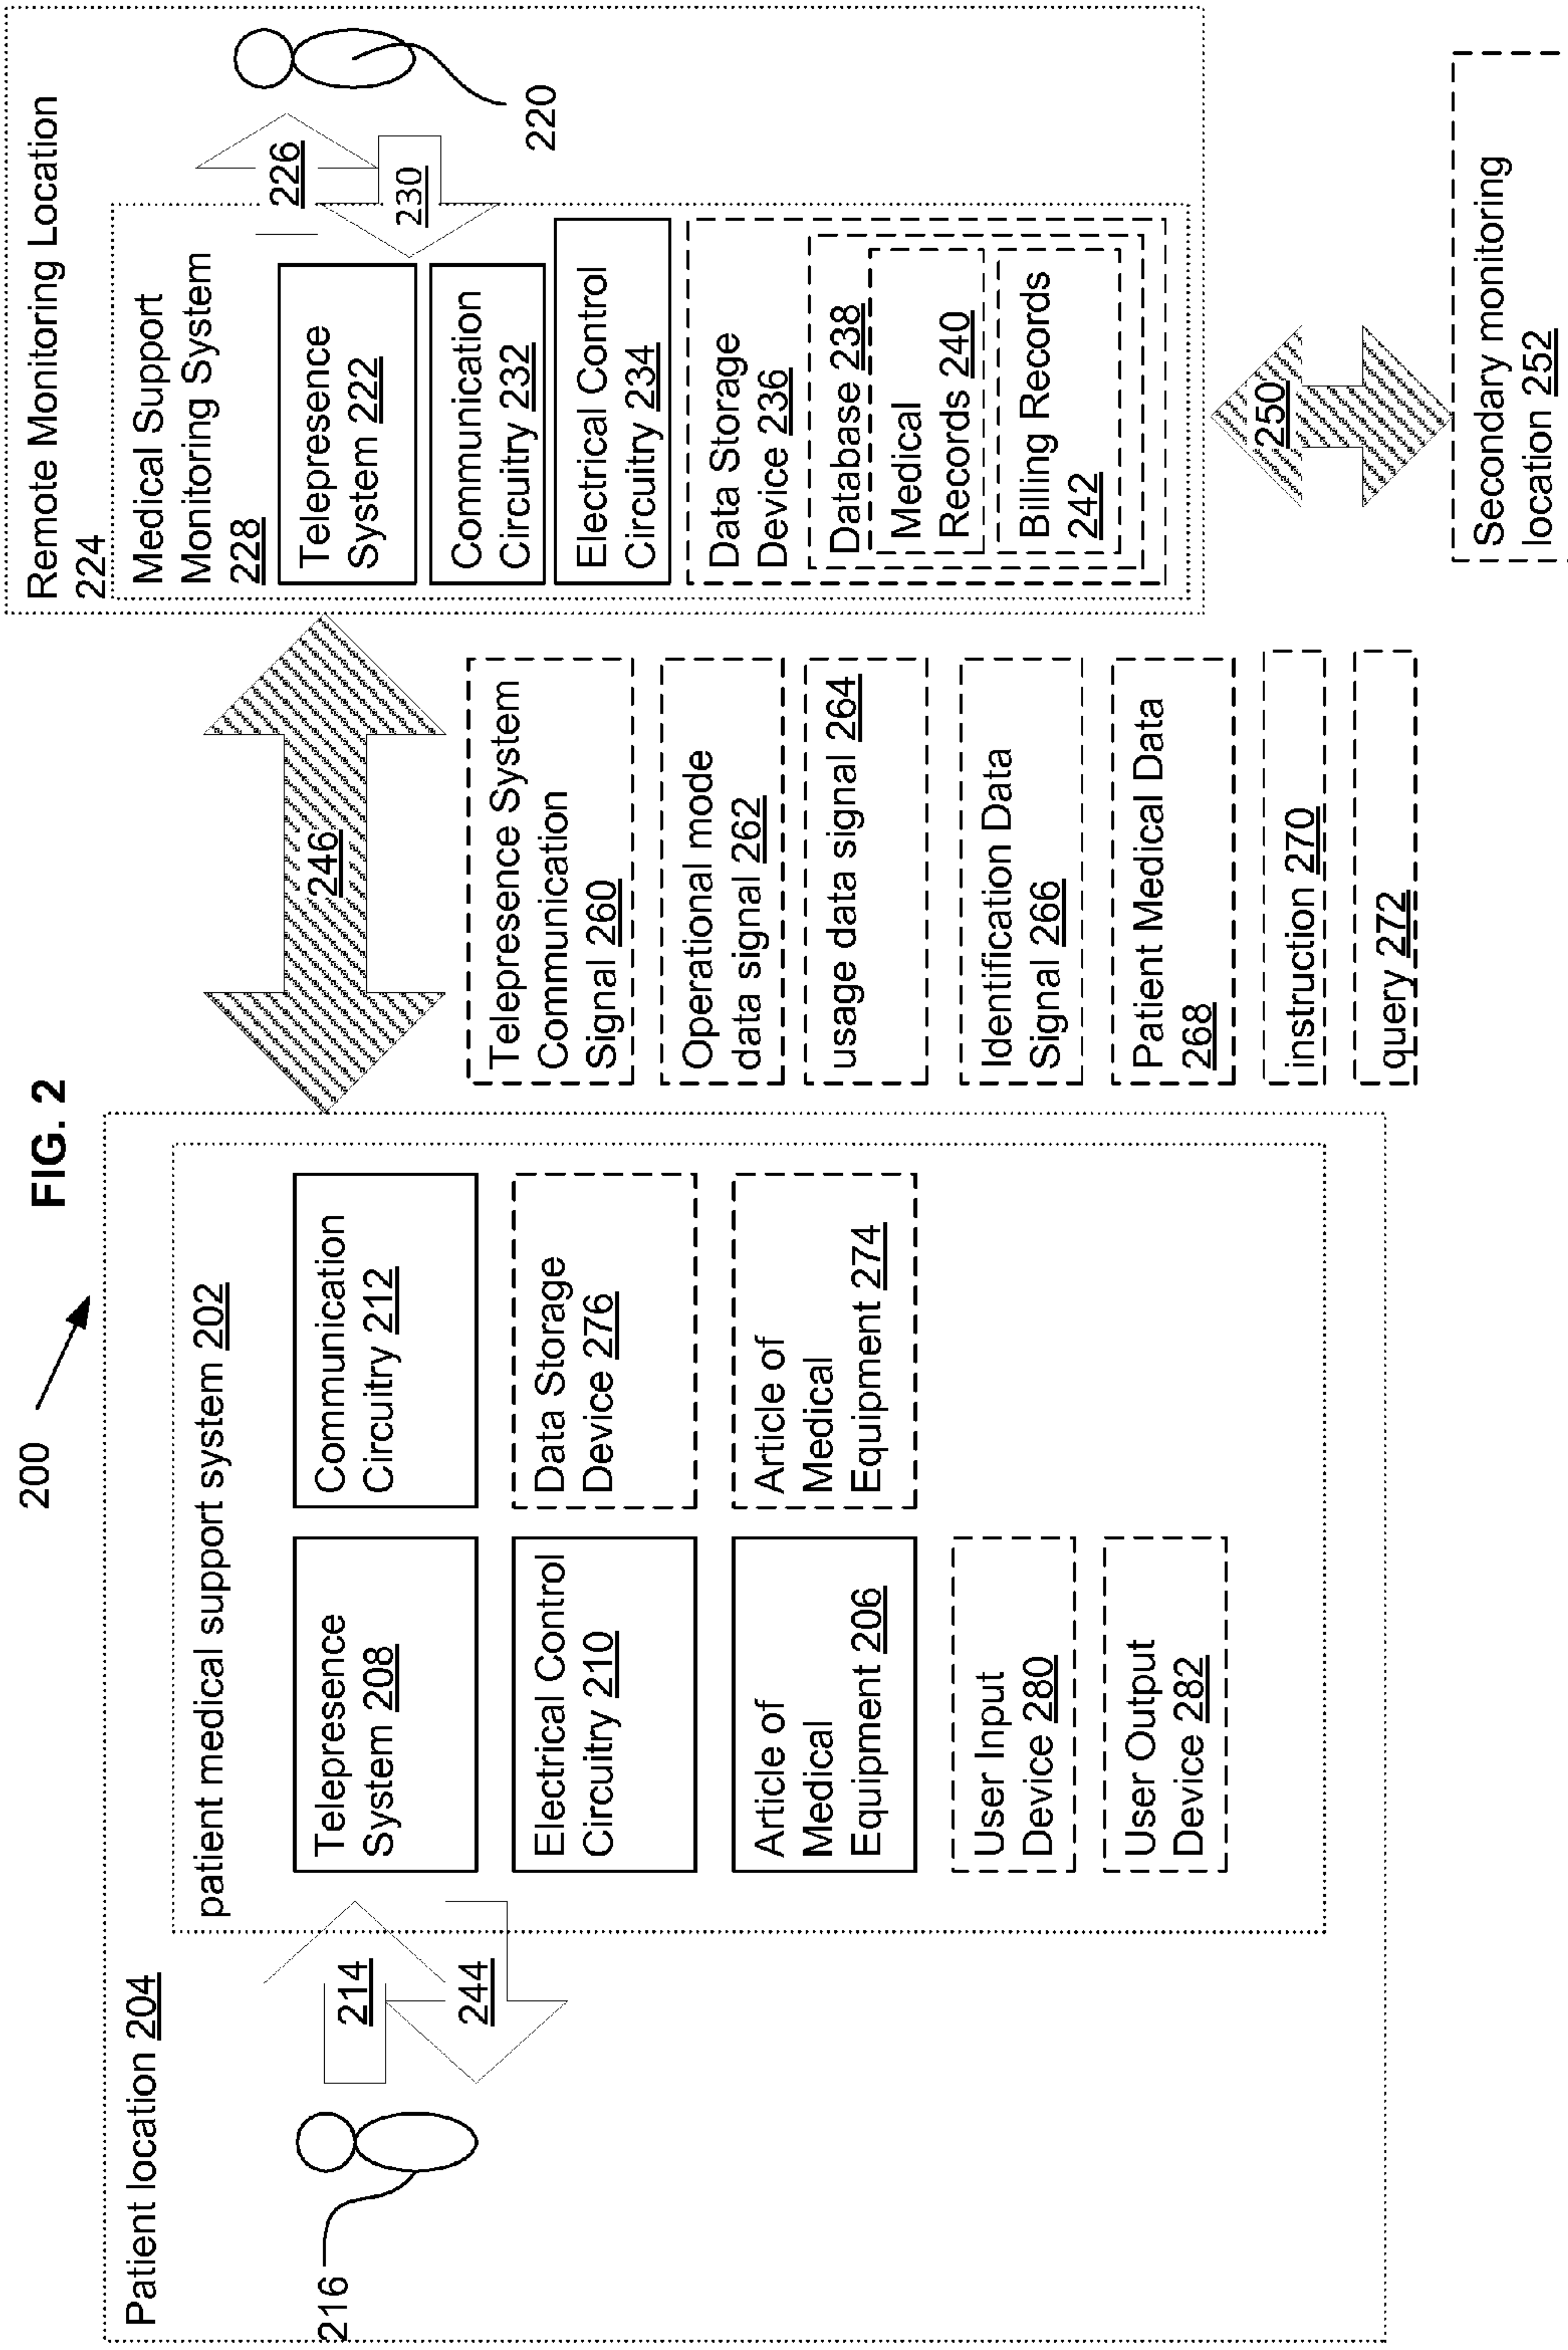 FIG. 2
200
Patient location 204
216
214
244
patient medical support system 202
Telepresence
System 208
Communication
Circuitry 212
Electrical Control
Circuitry 210
Data Storage
Device 276
Article of
Medical
Equipment 206
Article of
Medical
Equipment 274
User Input
Device 280
User Output
Device 282
246
Telepresence System
Communication
Signal 260
Operational mode
data signal 262
usage data signal 264
Identification Data
Signal 266
Patient Medical Data
268
instruction 270
query 272
Remote Monitoring Location
224
Medical Support
Monitoring System
228
226
230
220
Telepresence
System 222
Communication
Circuitry 232
Electrical Control
Circuitry 234
Data Storage
Device 236
Database 238
Medical
Records 240
Billing Records
242
250
Secondary monitoring
location 252